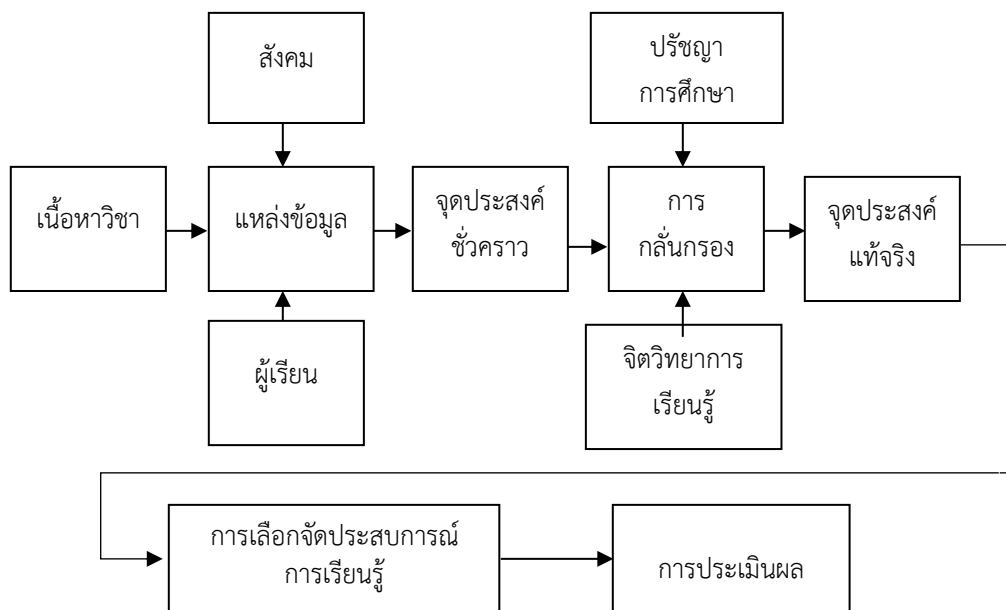 สังคม
ปรัชญา
การศึกษา
เนื้อหาวิชา
แหล่งข้อมูล
จุดประสงค์
ชั่วคราว
การ
กลั่นกรอง
จุดประสงค์
แท้จริง
ผู้เรียน
จิตวิทยาการ
เรียนรู้
การเลือกจัดประสบการณ์
การเรียนรู้
การประเมินผล